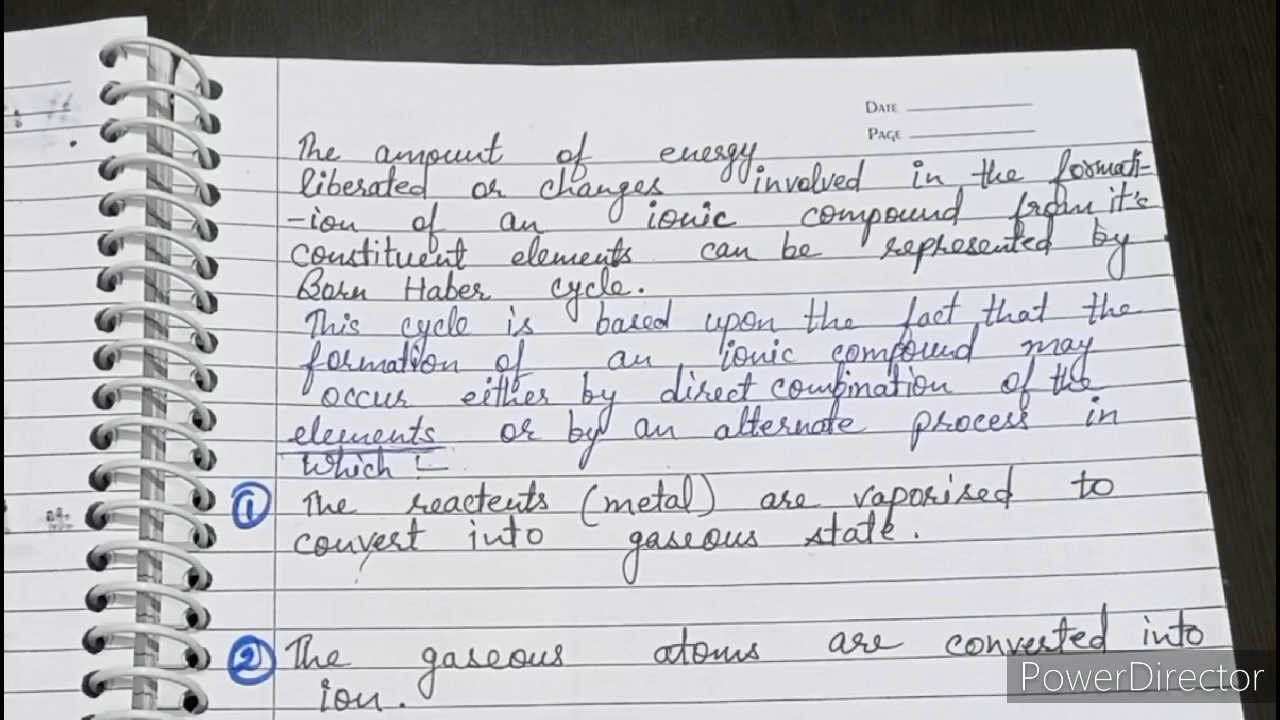 DATE
PAGE
The amount of energy
liberated or changes involved in the formati-
-ion of an ionic compound from it's
constituent elements can be represented by
Born Haber cycle.
This cycle is based upon the fact that the
formation of an ionic compound may
occur either by direct combination of the
elements or by an alternate process in
which :-
① The reactents (metal) are vaporised to
convert into gaseous state.
② The gaseous atoms are converted into
ion.
PowerDirector